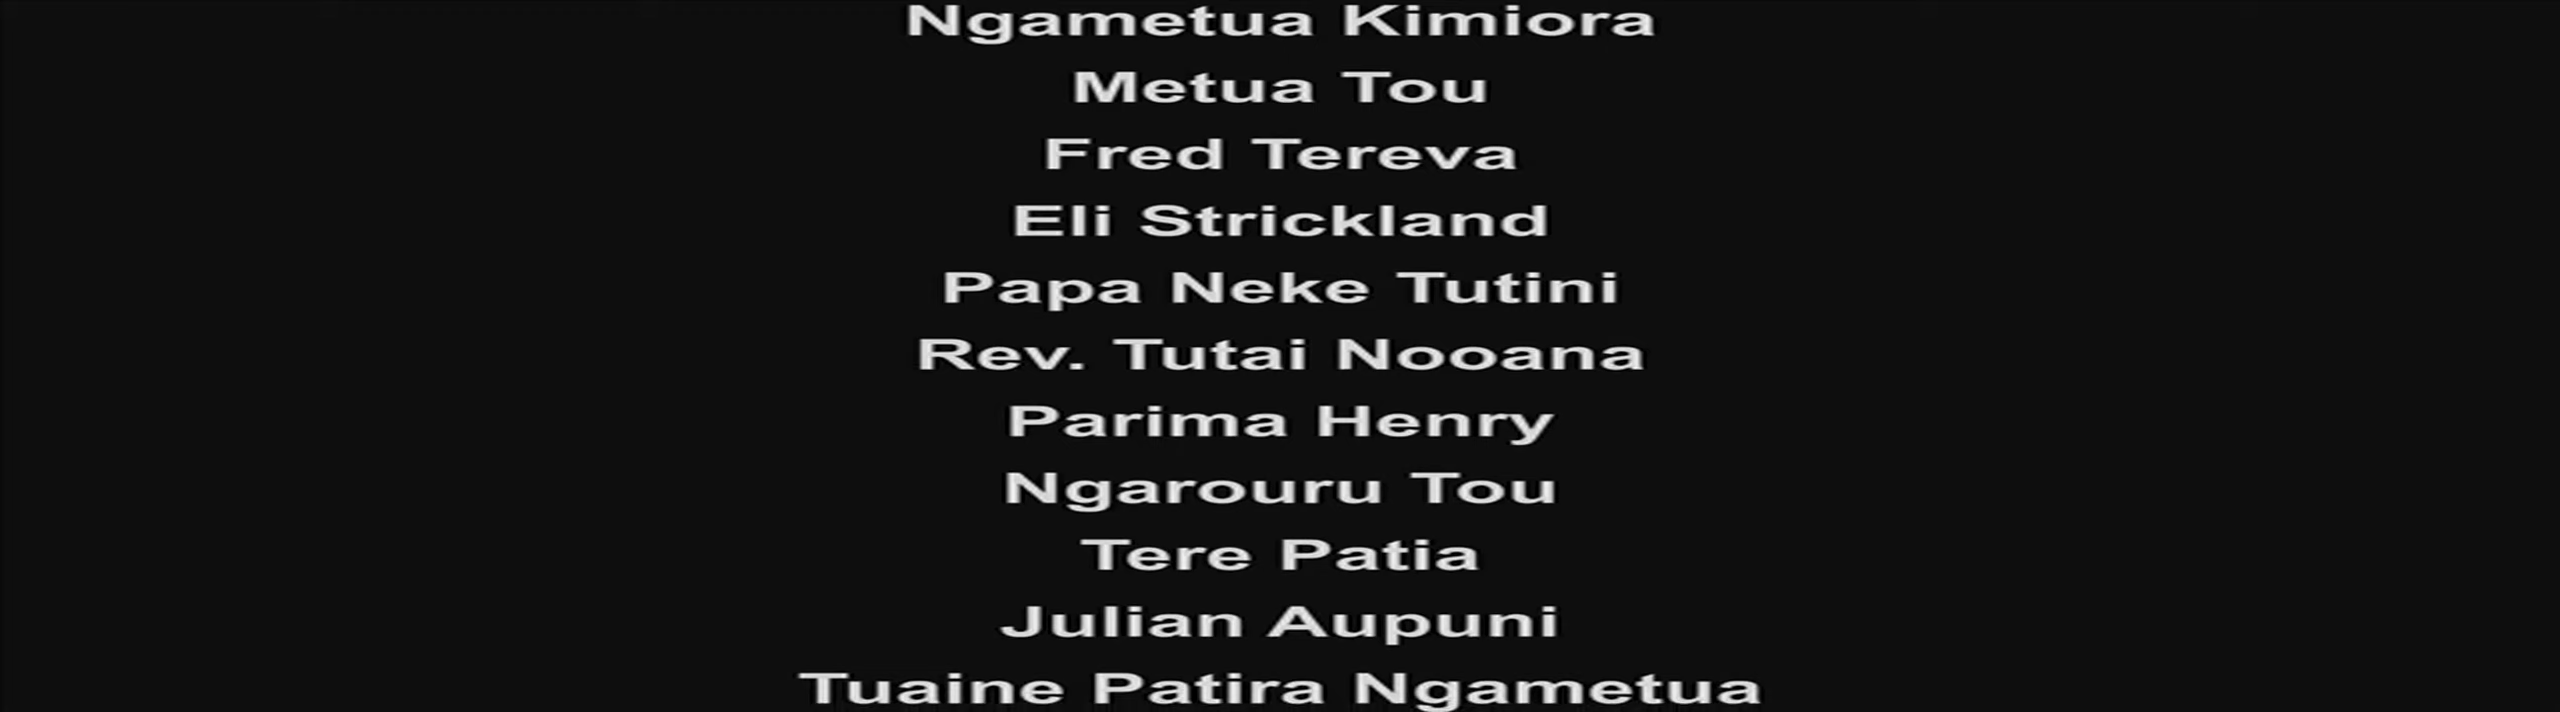 Ngametua Kimiora
Metua Tou
Fred Tereva
Eli Strickland
Papa Neke Tutini
Rev. Tutai Nooana
Parima Henry
Ngarouru Tou
Tere Patia
Julian Aupuni
Tuaine Patira Ngametua